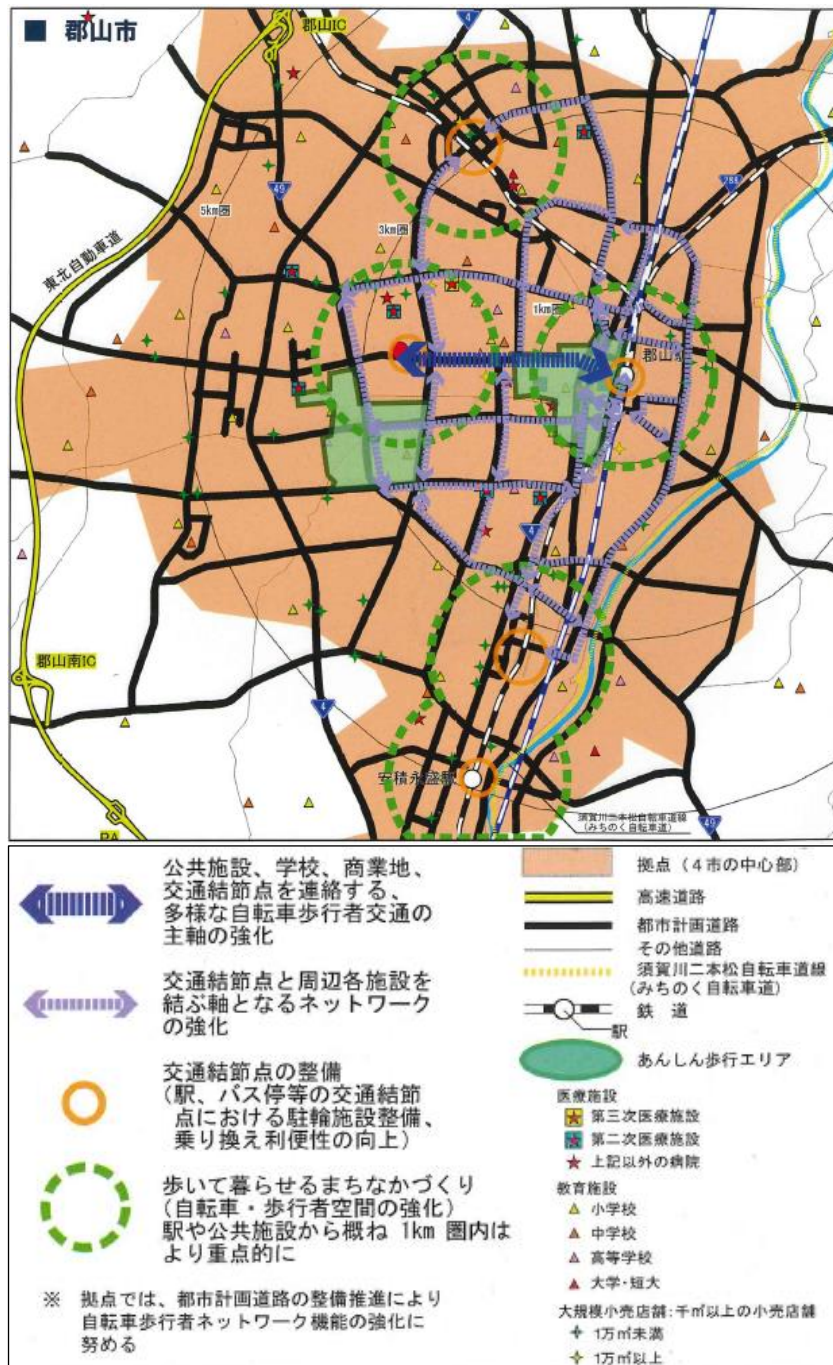 ■ 郡山市
郡山IC
4
49
288
5km圏
3km圏
1km圏
東北自動車道
郡山駅
4
郡山南IC
4
安積永盛駅
須賀川二本松自転車道線
(みちのく自転車道)
49
PA
公共施設、学校、商業地、
交通結節点を連絡する、
多様な自転車歩行者交通の
主軸の強化
交通結節点と周辺各施設を
結ぶ軸となるネットワーク
の強化
交通結節点の整備
(駅、バス停等の交通結節
点における駐輪施設整備、
乗り換え利便性の向上)
歩いて暮らせるまちなかづくり
(自転車・歩行者空間の強化)
駅や公共施設から概ね 1km 圏内は
より重点的に
※ 拠点では、都市計画道路の整備推進により
自転車歩行者ネットワーク機能の強化に
努める
拠点(4市の中心部)
高速道路
都市計画道路
その他道路
須賀川二本松自転車道線
(みちのく自転車道)
鉄 道
駅
あんしん歩行エリア
医療施設
第三次医療施設
第二次医療施設
上記以外の病院
教育施設
小学校
中学校
高等学校
大学・短大
大規模小売店舗:千㎡以上の小売店舗
1万㎡未満
1万㎡以上